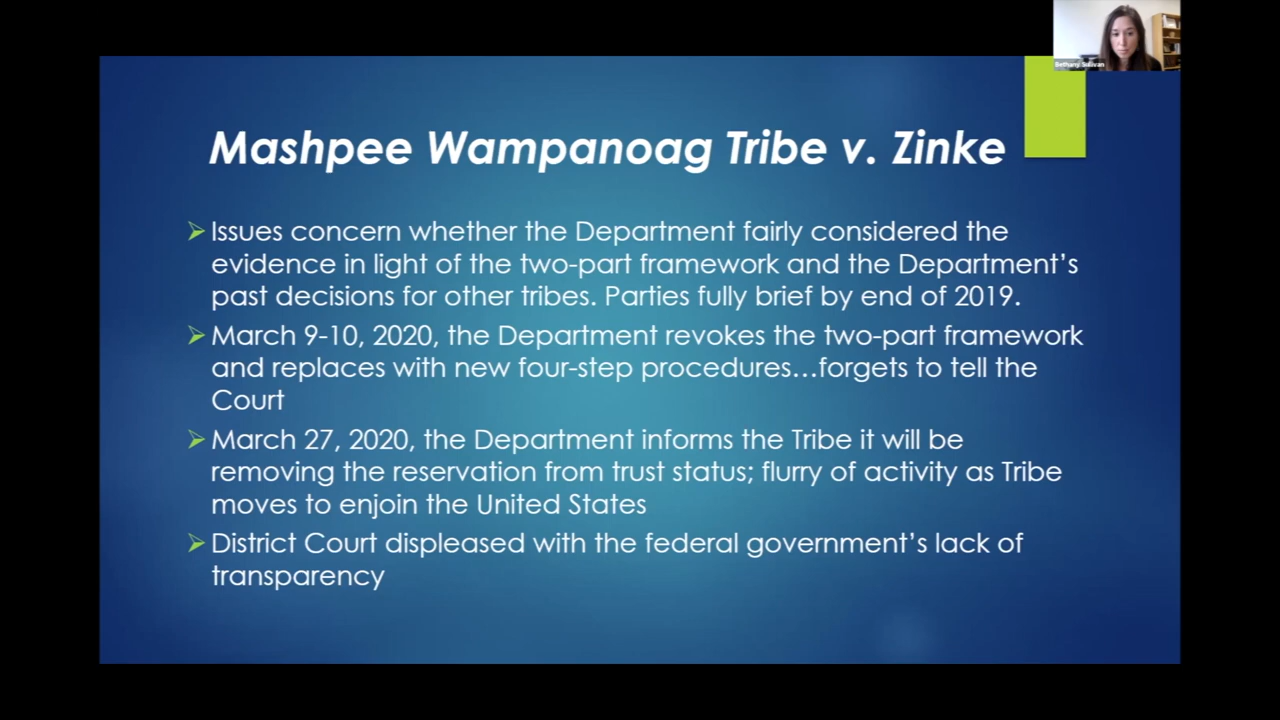 Bethany Sullivan
Mashpee Wampanoag Tribe v. Zinke
➢ Issues concern whether the Department fairly considered the
evidence in light of the two-part framework and the Department’s
past decisions for other tribes. Parties fully brief by end of 2019.
➢ March 9-10, 2020, the Department revokes the two-part framework
and replaces with new four-step procedures…forgets to tell the
Court
➢ March 27, 2020, the Department informs the Tribe it will be
removing the reservation from trust status; flurry of activity as Tribe
moves to enjoin the United States
➢ District Court displeased with the federal government’s lack of
transparency